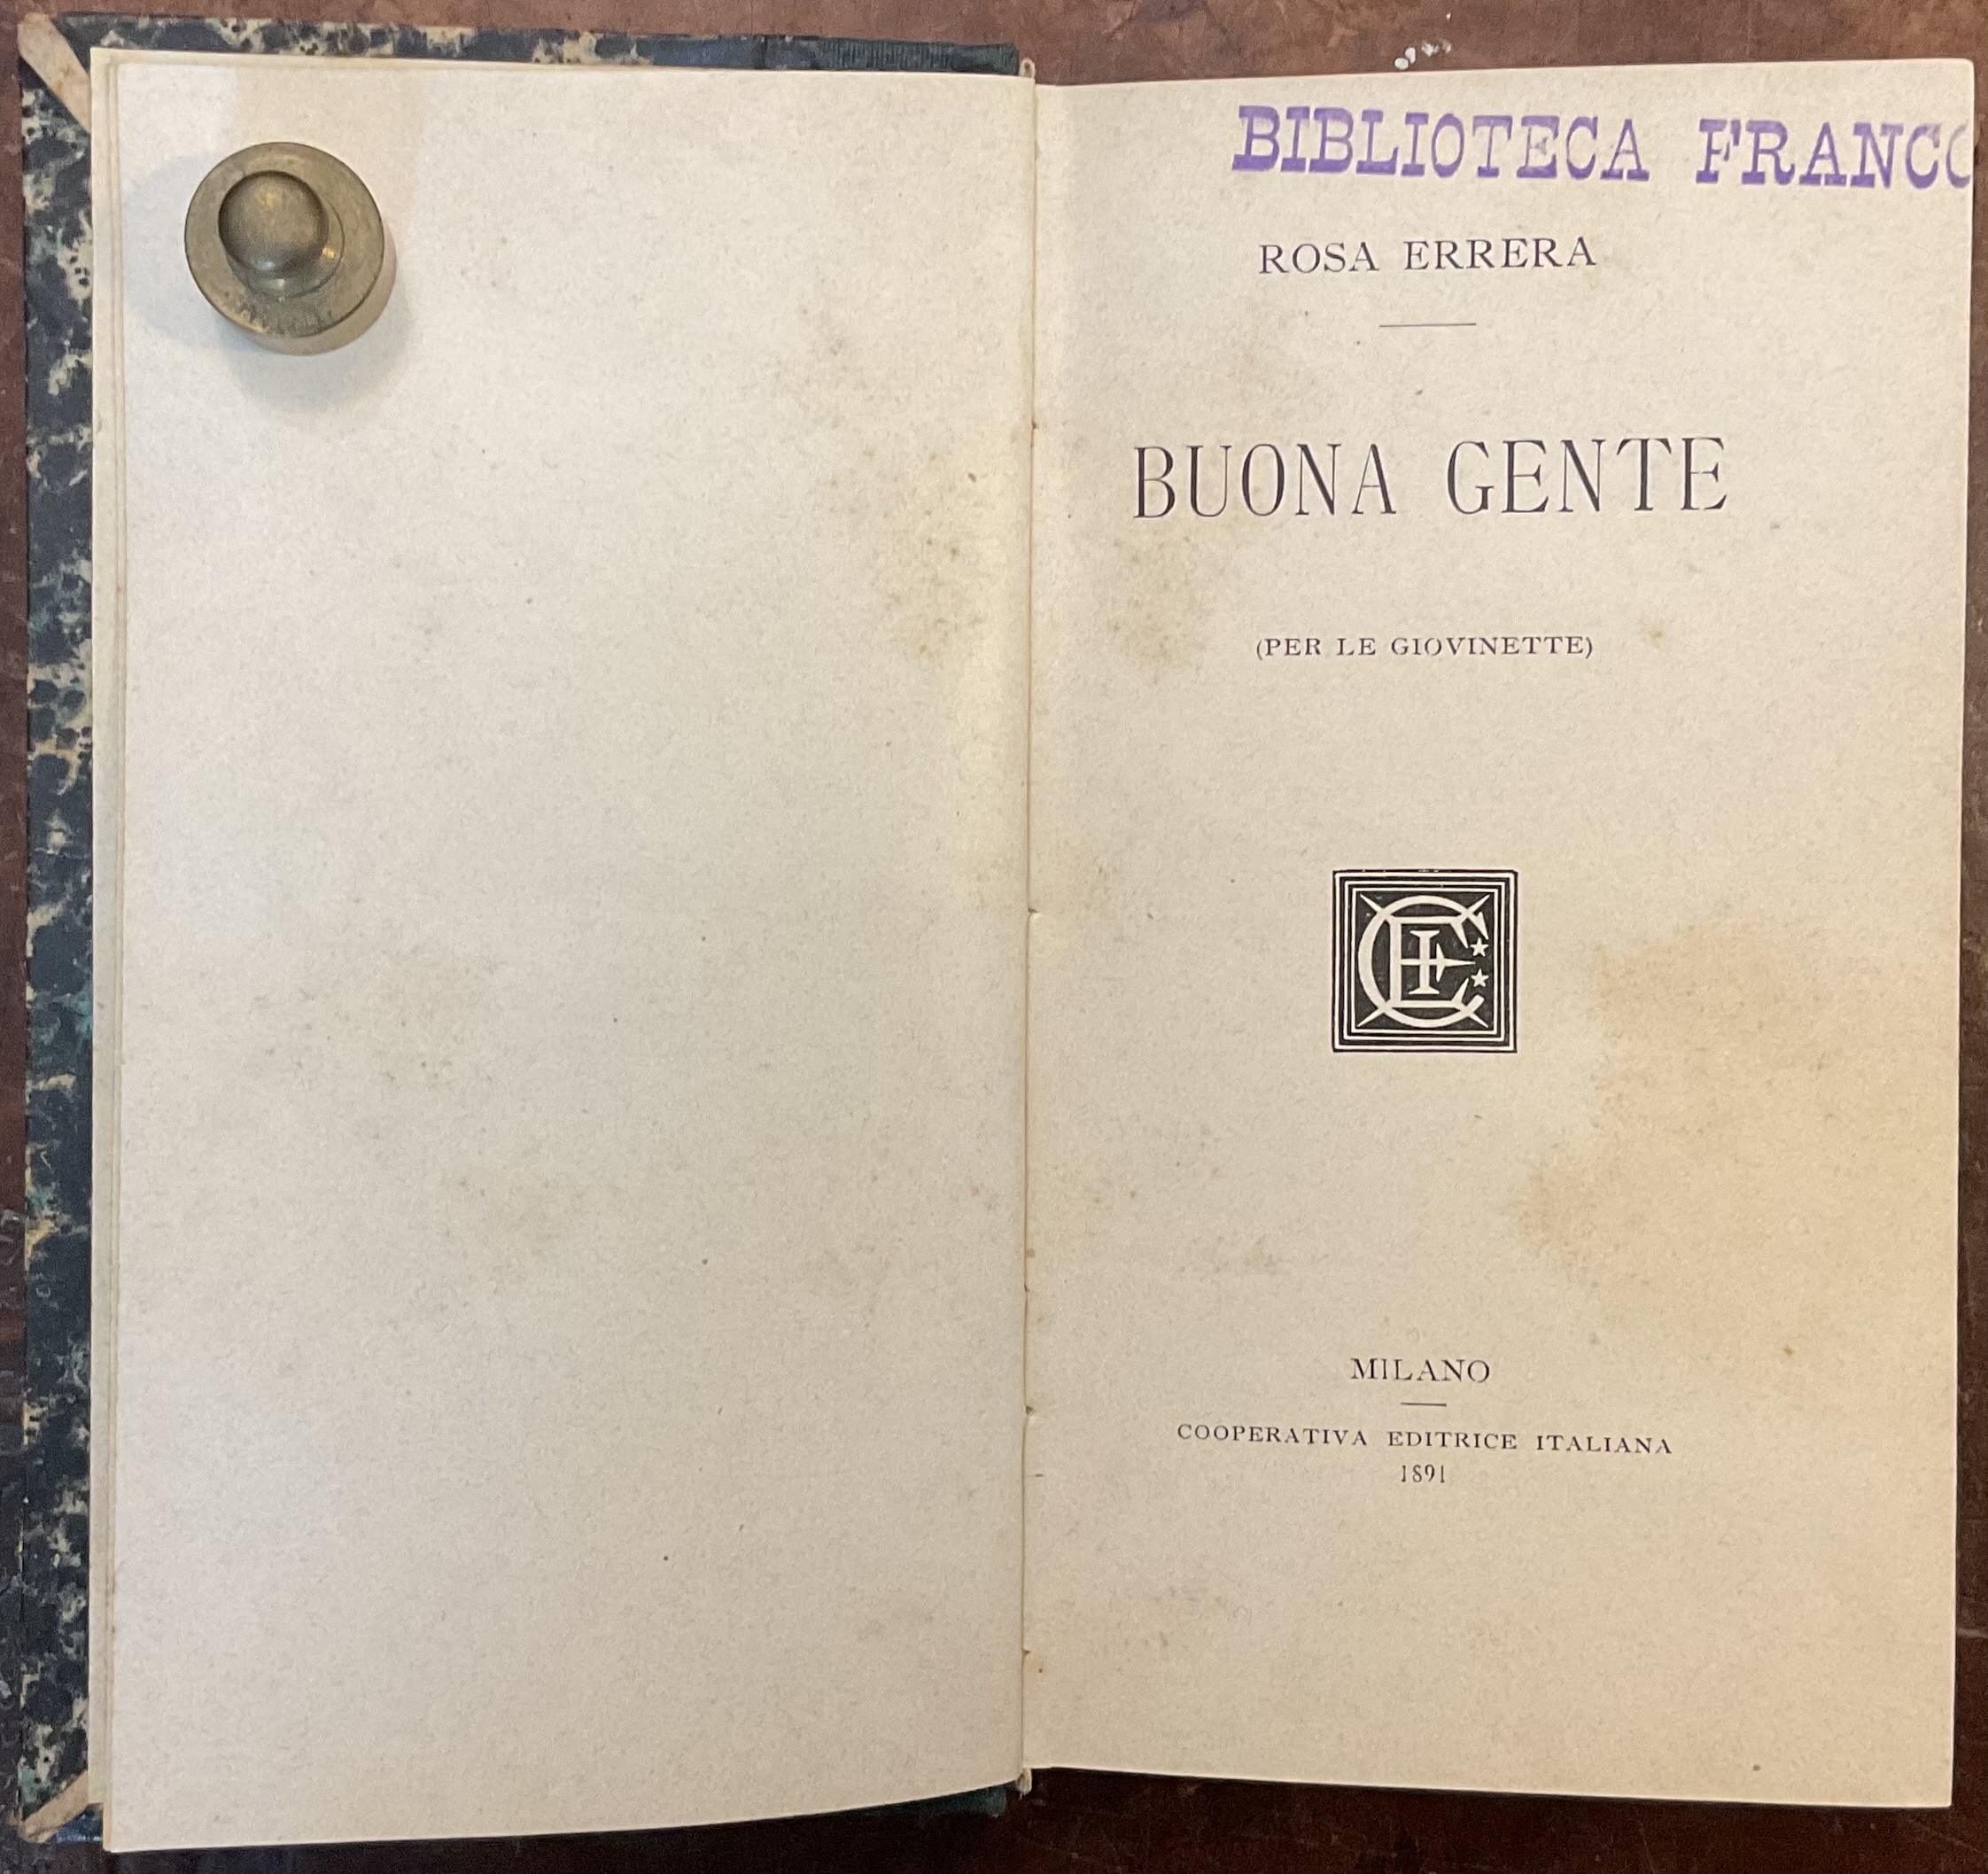 BIBLIOTECA FRANCO
ROSA ERRERA
BUONA GENTE
(PER LE GIOVINETTE)
MILANO
COOPERATIVA EDITRICE ITALIANA
1891